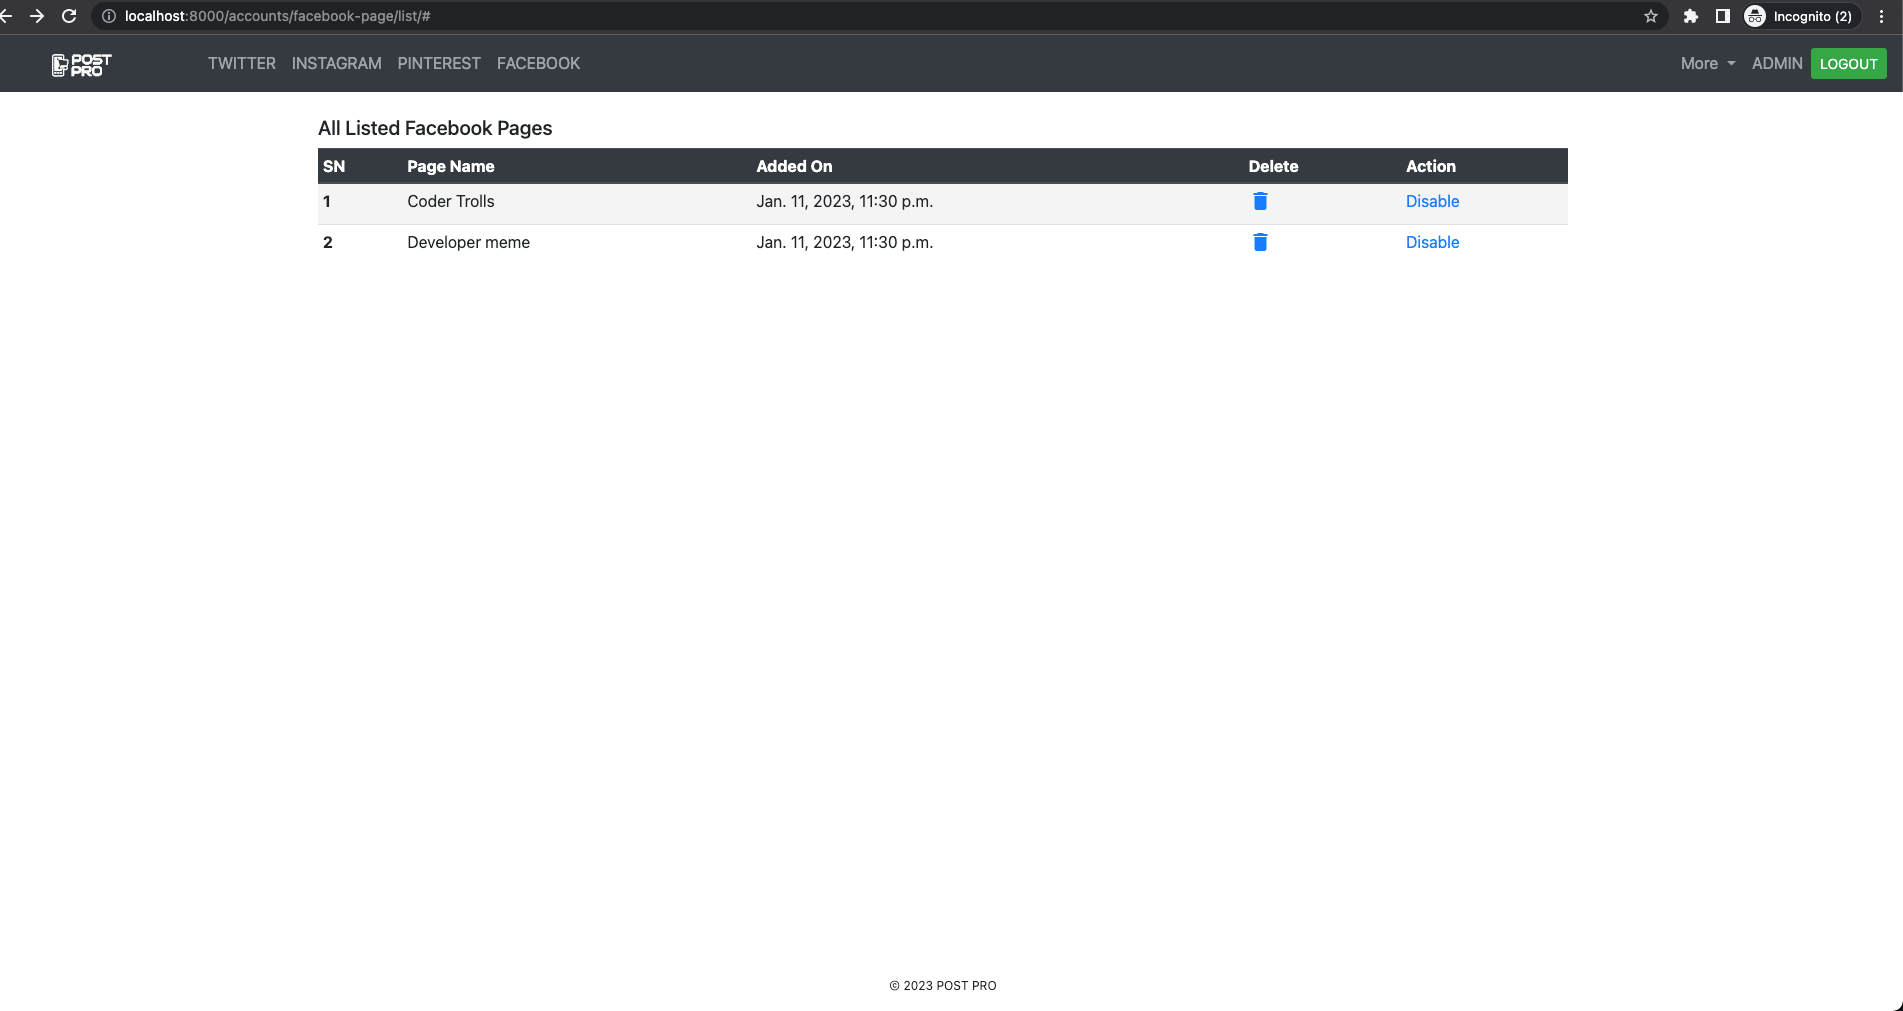 localhost:8000/accounts/facebook-page/list/#
Incognito (2)
POST PRO
TWITTER INSTAGRAM PINTEREST FACEBOOK
More ADMIN LOGOUT
All Listed Facebook Pages
SN Page Name Added On Delete Action
1 Coder Trolls Jan. 11, 2023, 11:30 p.m. Disable
2 Developer meme Jan. 11, 2023, 11:30 p.m. Disable
© 2023 POST PRO